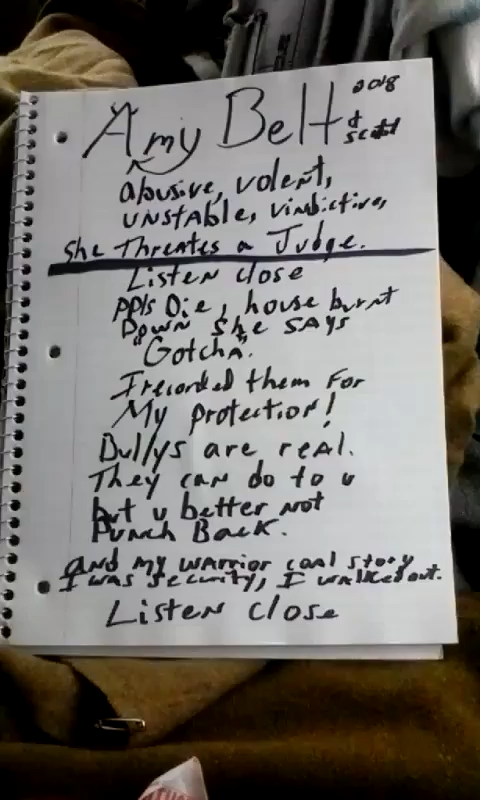 2018
Amy Belt
& scott
abusive, volent,
unstable, vindictive,
She Threates a Judge.
Listen close
ppls Die, house burnt
Down she says
"Gotcha".
I recorded them For
My protection!
Bullys are real.
They can do to u
but u better not
Punch Back.
and my warrior coal story
I was security, I walked out.
Listen close